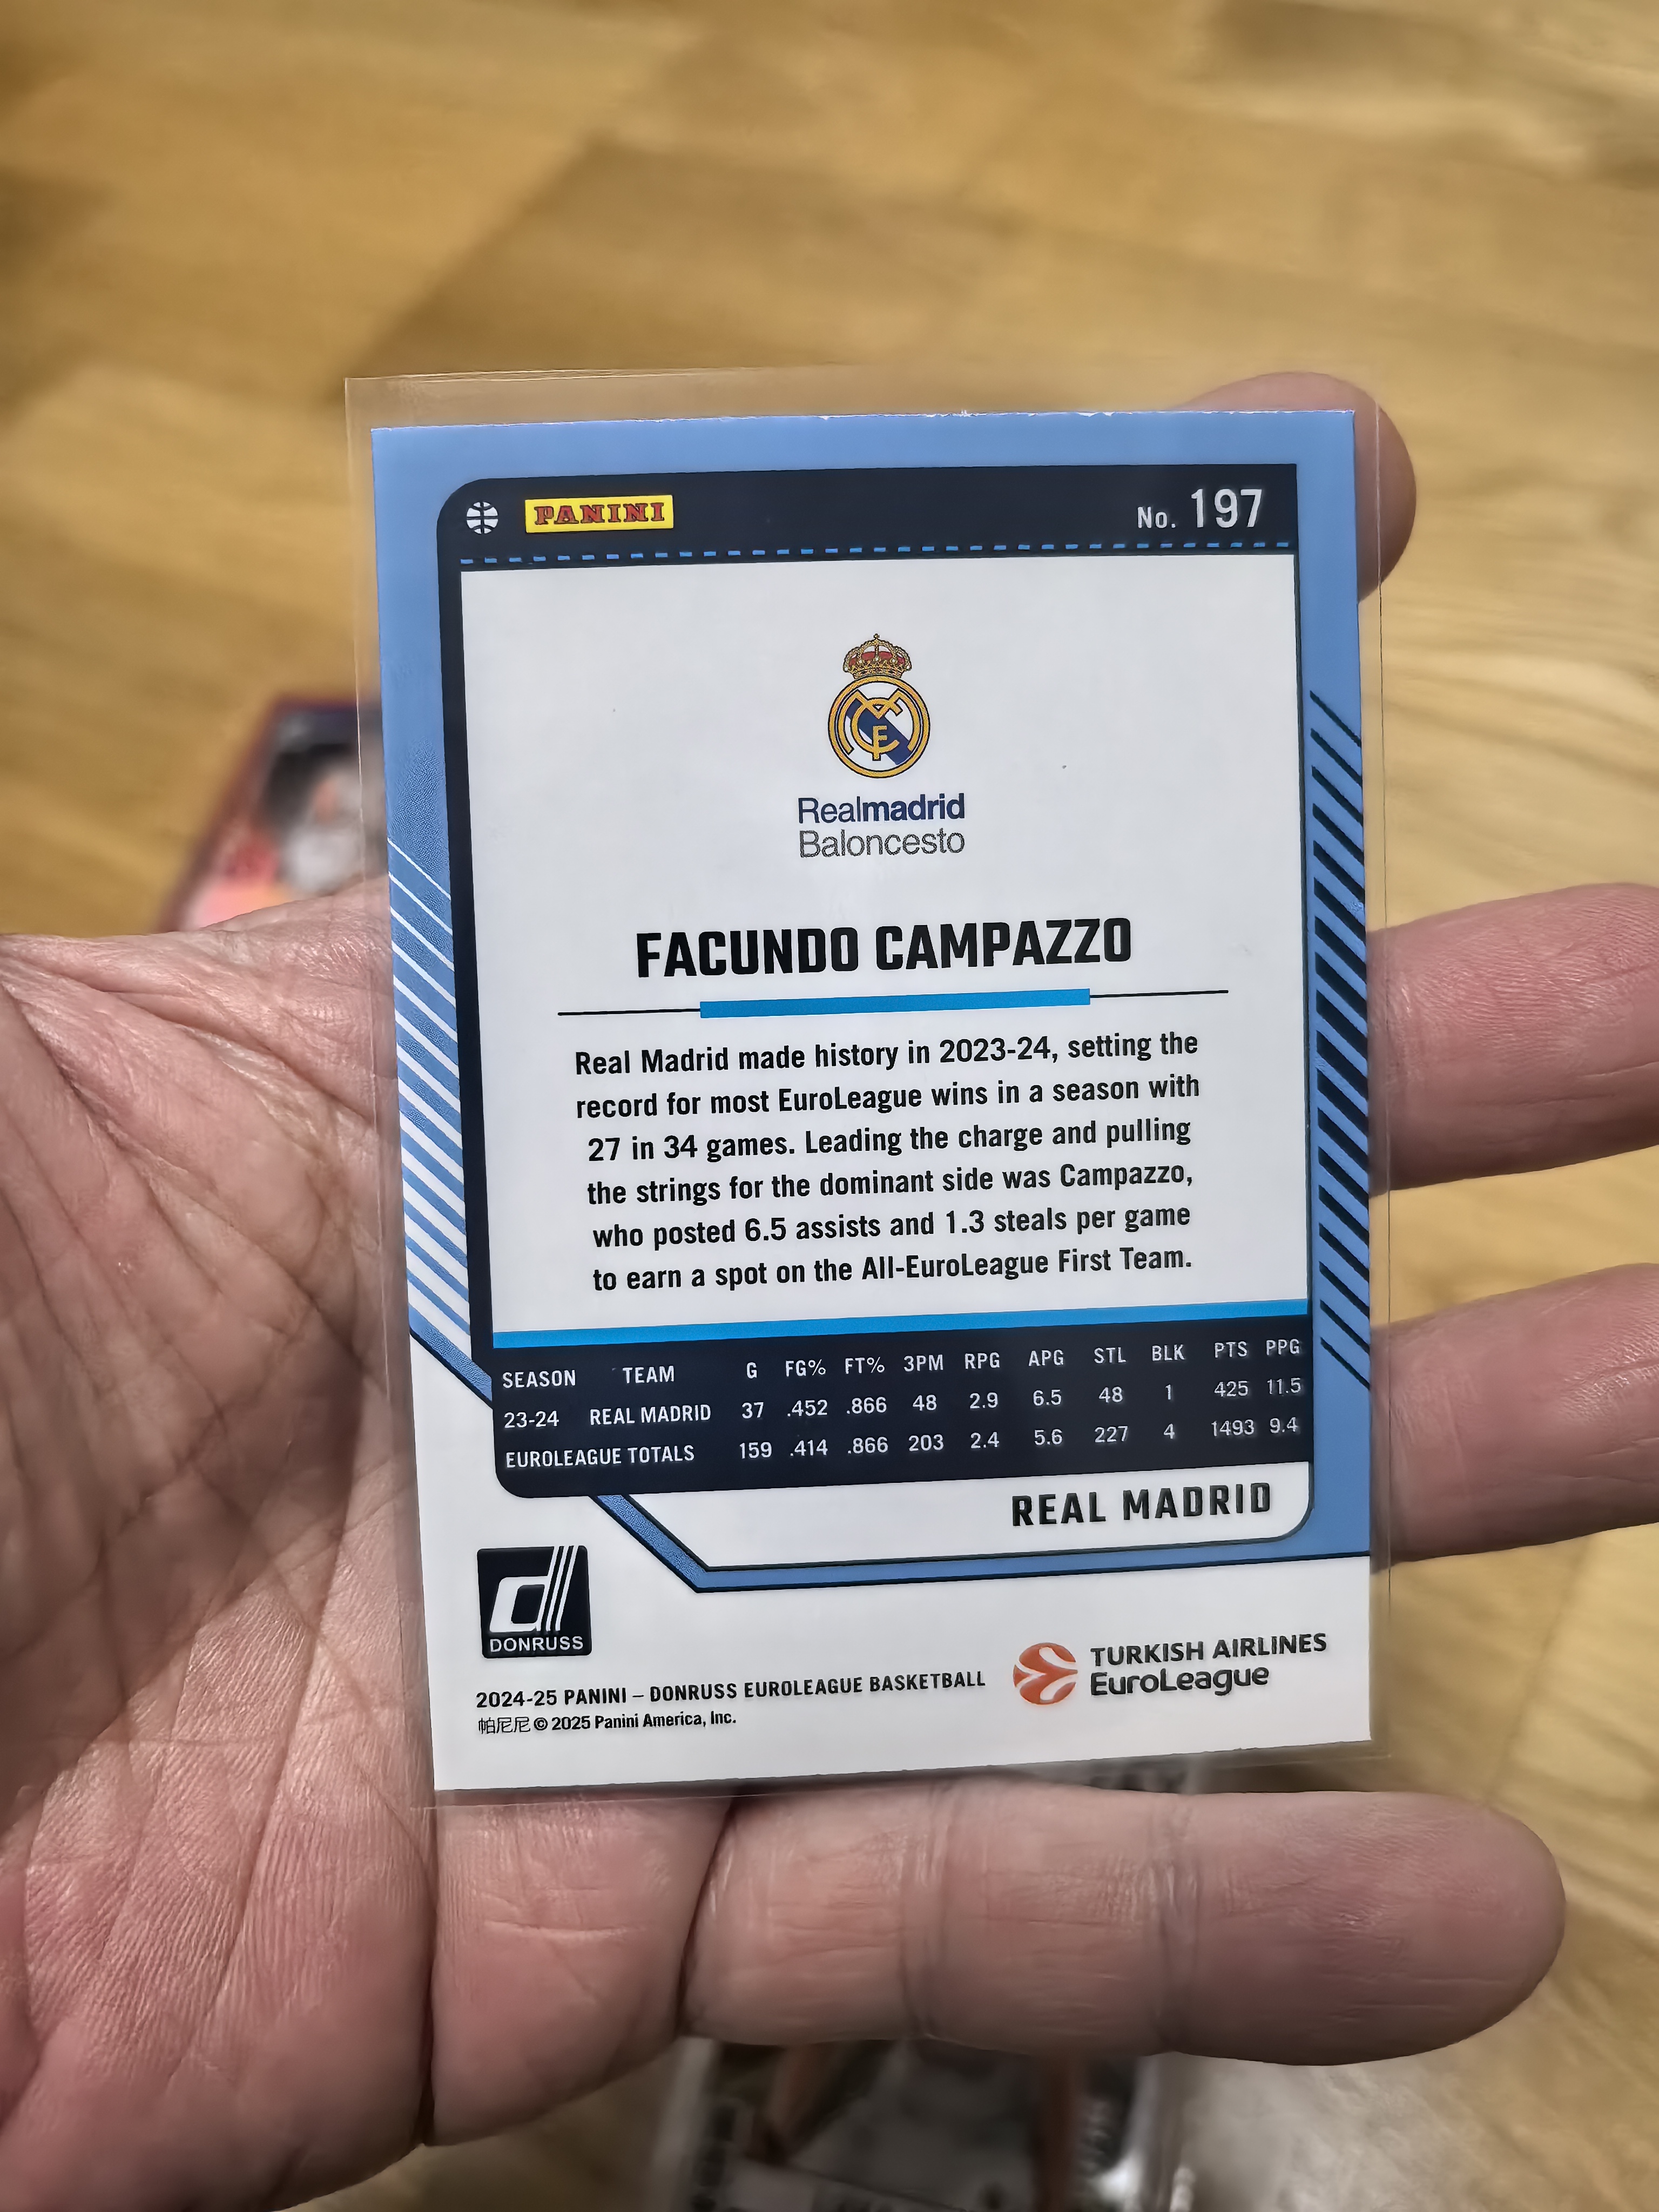 PANINI
No. 197
Realmadrid
Baloncesto
FACUNDO CAMPAZZO
Real Madrid made history in 2023-24, setting the
record for most EuroLeague wins in a season with
27 in 34 games. Leading the charge and pulling
the strings for the dominant side was Campazzo,
who posted 6.5 assists and 1.3 steals per game
to earn a spot on the All-EuroLeague First Team.
SEASON TEAM G FG% FT% 3PM RPG APG STL BLK PTS PPG
23-24 REAL MADRID 37 .452 .866 48 2.9 6.5 48 1 425 11.5
EUROLEAGUE TOTALS 159 .414 .866 203 2.4 5.6 227 4 1493 9.4
REAL MADRID
DONRUSS
2024-25 PANINI – DONRUSS EUROLEAGUE BASKETBALL
帕尼尼 © 2025 Panini America, Inc.
TURKISH AIRLINES
EuroLeague